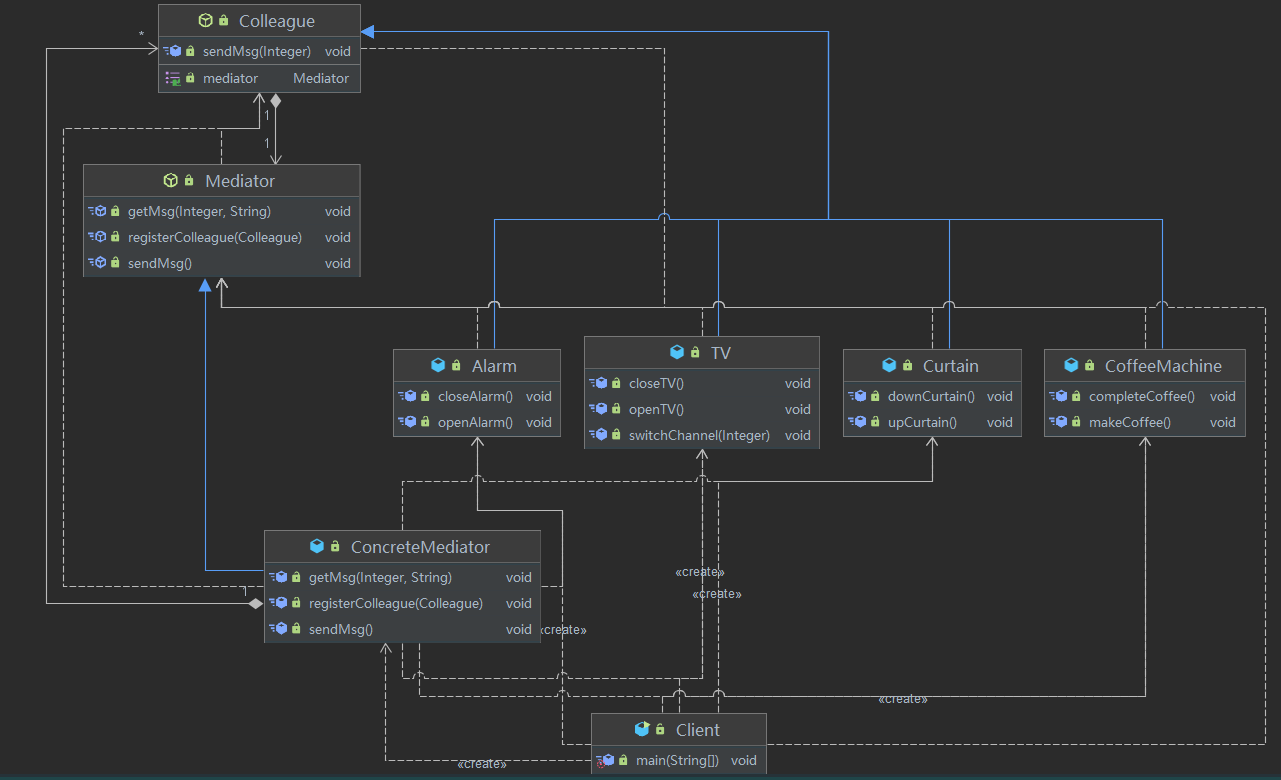 Colleague
sendMsg(Integer) void
mediator Mediator
*
1
1
Mediator
getMsg(Integer, String) void
registerColleague(Colleague) void
sendMsg() void
Alarm
closeAlarm() void
openAlarm() void
TV
closeTV() void
openTV() void
switchChannel(Integer) void
Curtain
downCurtain() void
upCurtain() void
CoffeeMachine
completeCoffee() void
makeCoffee() void
ConcreteMediator
getMsg(Integer, String) void
registerColleague(Colleague) void
sendMsg() void
1
«create»
«create»
«create»
«create»
Client
main(String[]) void
«create»